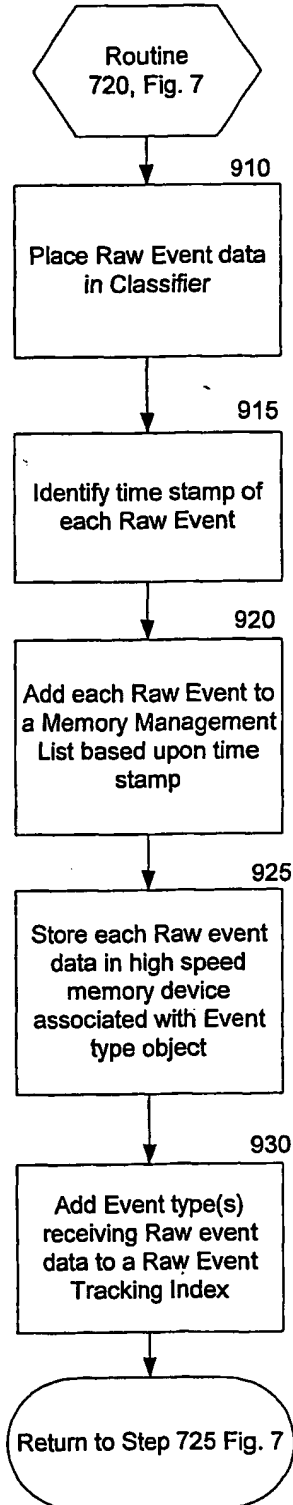 Routine
720, Fig. 7
910
Place Raw Event data
in Classifier
915
Identify time stamp of
each Raw Event
920
Add each Raw Event to
a Memory Management
List based upon time
stamp
925
Store each Raw event
data in high speed
memory device
associated with Event
type object
930
Add Event type(s)
receiving Raw event
data to a Raw Event
Tracking Index
Return to Step 725 Fig. 7